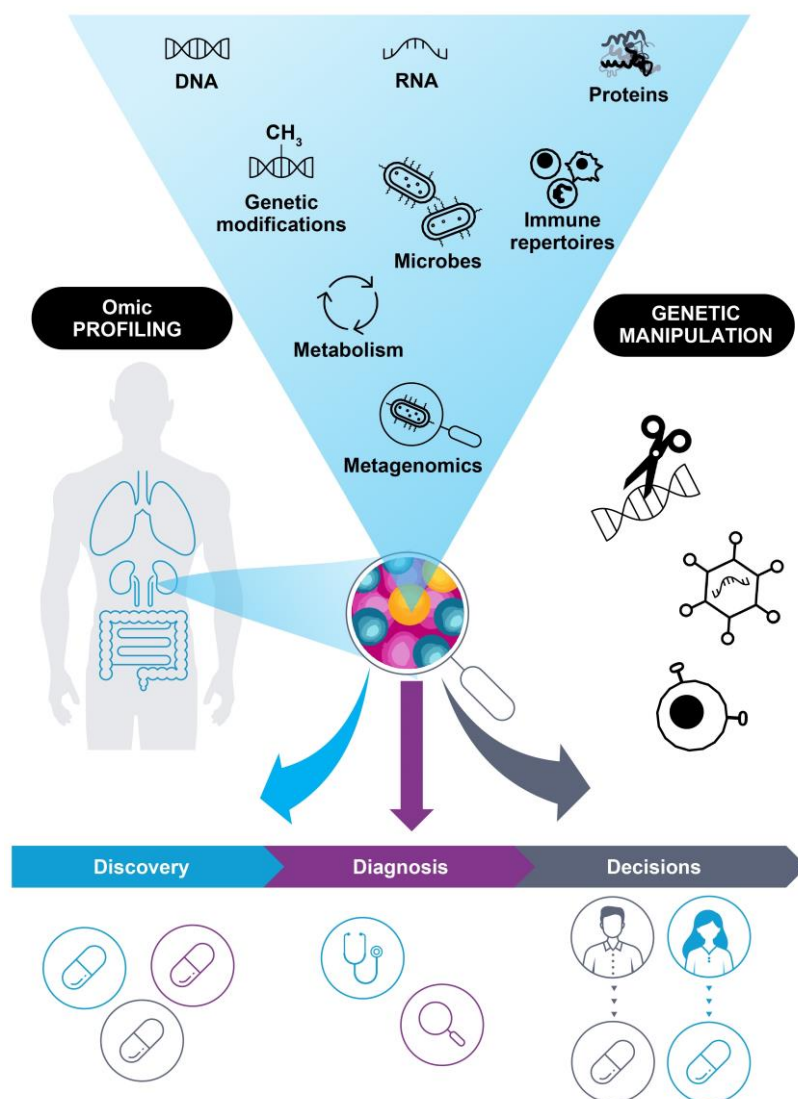 DNA
RNA
Proteins
CH₃
Genetic
modifications
Microbes
Immune
repertoires
Omic
PROFILING
Metabolism
GENETIC
MANIPULATION
Metagenomics
Discovery
Diagnosis
Decisions